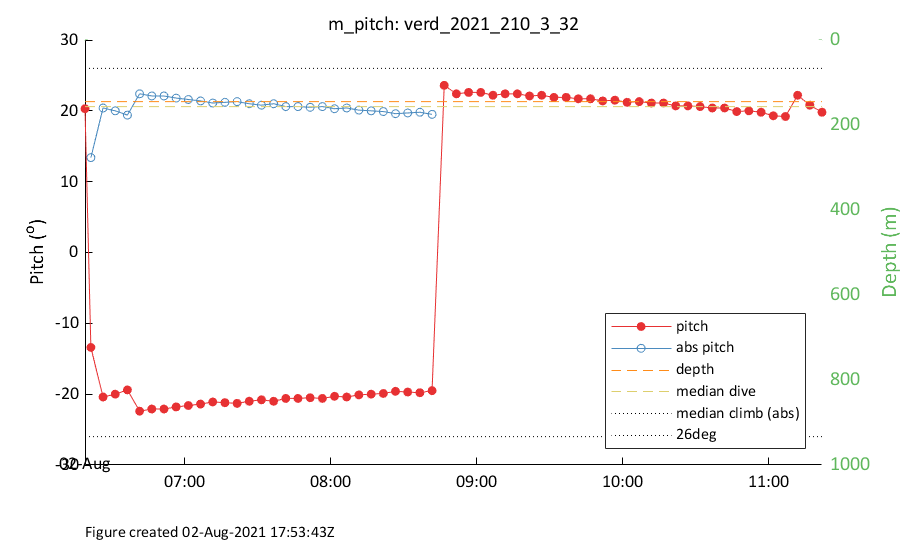 m_pitch: verd_2021_210_3_32
30
20
10
0
-10
-20
-30
02-Aug
Pitch (o)
0
200
400
600
800
1000
Depth (m)
pitch
abs pitch
depth
median dive
median climb (abs)
26deg
07:00
08:00
09:00
10:00
11:00
Figure created 02-Aug-2021 17:53:43Z